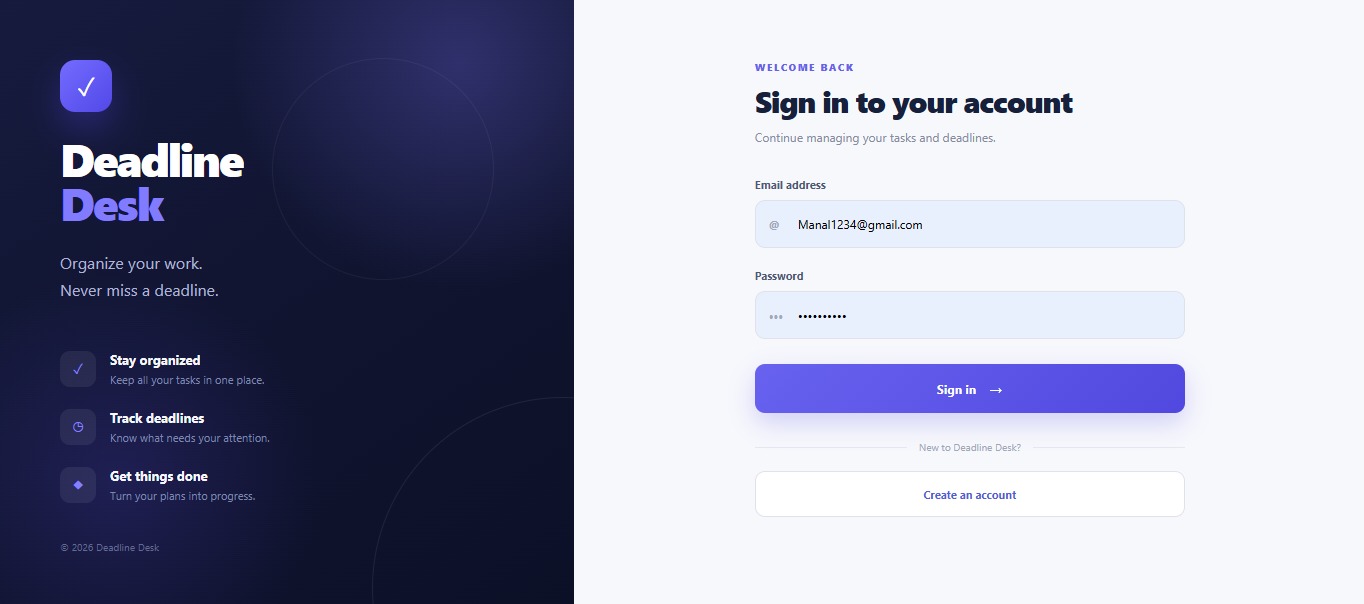 ✓
Deadline
Desk
Organize your work.
Never miss a deadline.
✓
Stay organized
Keep all your tasks in one place.
◷
Track deadlines
Know what needs your attention.
◆
Get things done
Turn your plans into progress.
© 2026 Deadline Desk
WELCOME BACK
Sign in to your account
Continue managing your tasks and deadlines.
Email address
@ Manal1234@gmail.com
Password
••• ••••••••••
Sign in →
New to Deadline Desk?
Create an account